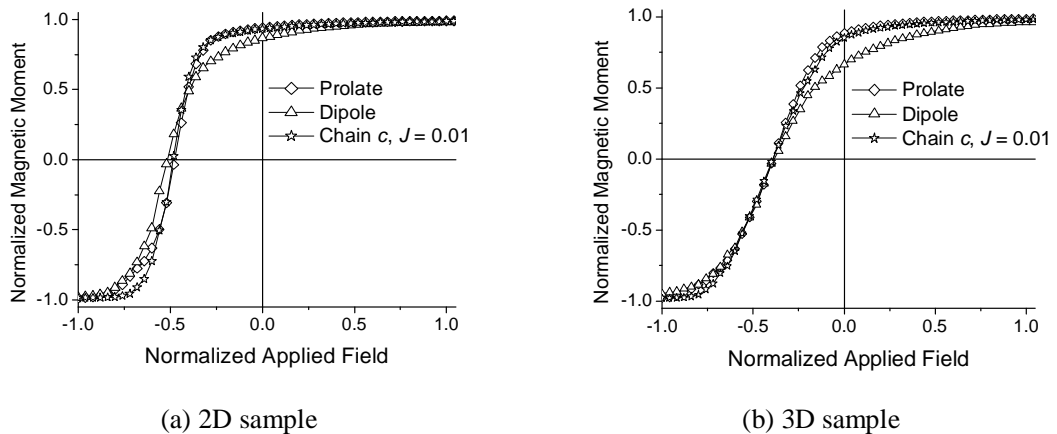 Normalized Magnetic Moment
1.0
0.5
0.0
-0.5
-1.0
Prolate
Dipole
Chain c, J = 0.01
-1.0 -0.5 0.0 0.5 1.0
Normalized Applied Field
(a) 2D sample
Normalized Magnetic Moment
1.0
0.5
0.0
-0.5
-1.0
Prolate
Dipole
Chain c, J = 0.01
-1.0 -0.5 0.0 0.5 1.0
Normalized Applied Field
(b) 3D sample